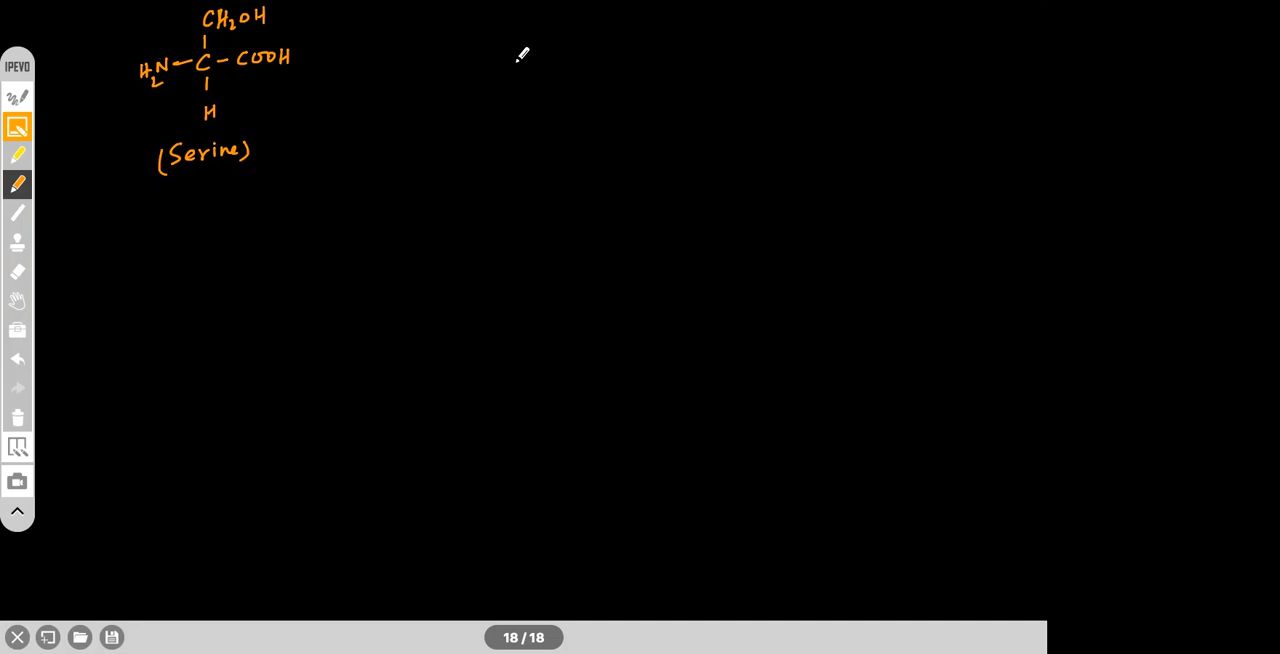 CH₂OH
H₂N-C-COOH
H
(Serine)
IPEVO
18/18